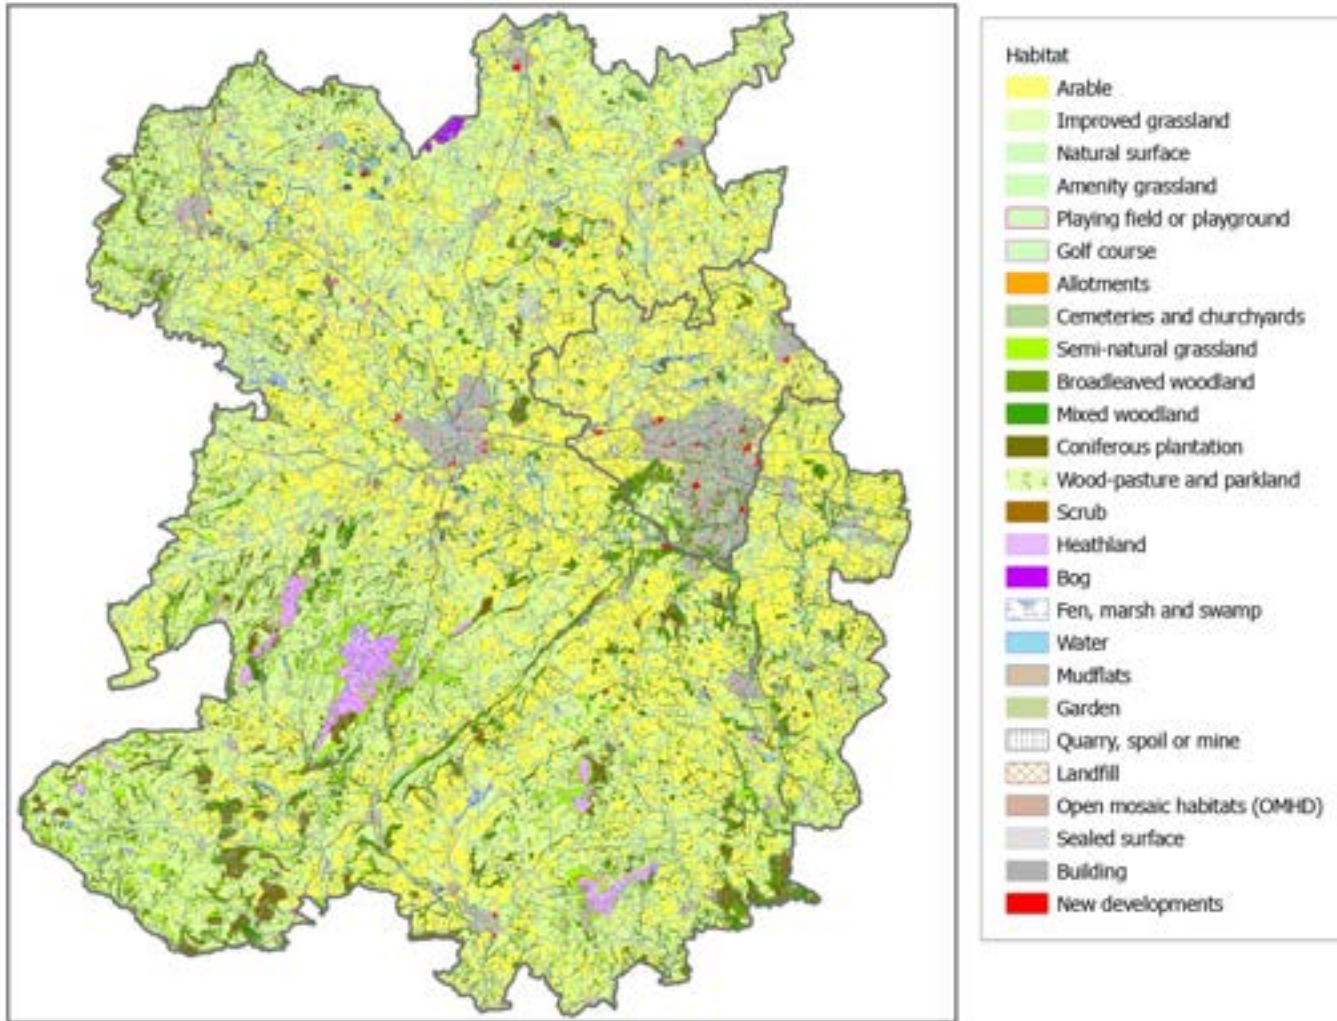 Habitat
Arable
Improved grassland
Natural surface
Amenity grassland
Playing field or playground
Golf course
Allotments
Cemeteries and churchyards
Semi-natural grassland
Broadleaved woodland
Mixed woodland
Coniferous plantation
Wood-pasture and parkland
Scrub
Heathland
Bog
Fen, marsh and swamp
Water
Mudflats
Garden
Quarry, spoil or mine
Landfill
Open mosaic habitats (OMHD)
Sealed surface
Building
New developments